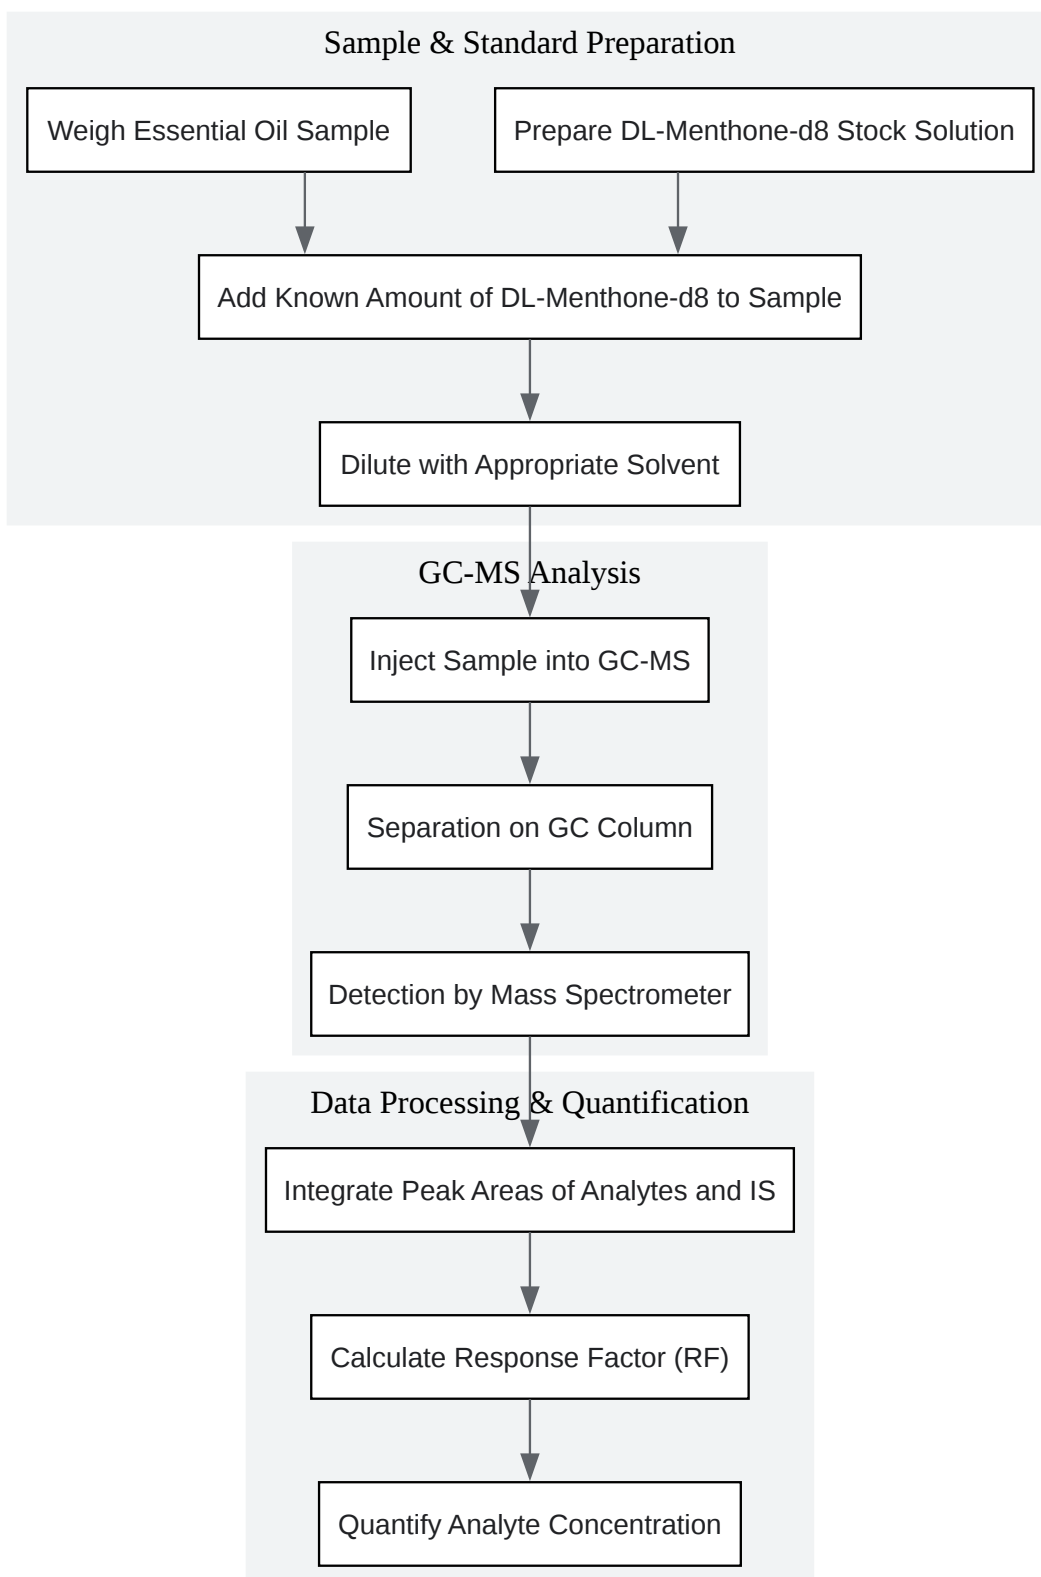 Sample & Standard Preparation
Weigh Essential Oil Sample
Prepare DL-Menthone-d8 Stock Solution
Add Known Amount of DL-Menthone-d8 to Sample
Dilute with Appropriate Solvent
GC-MS Analysis
Inject Sample into GC-MS
Separation on GC Column
Detection by Mass Spectrometer
Data Processing & Quantification
Integrate Peak Areas of Analytes and IS
Calculate Response Factor (RF)
Quantify Analyte Concentration